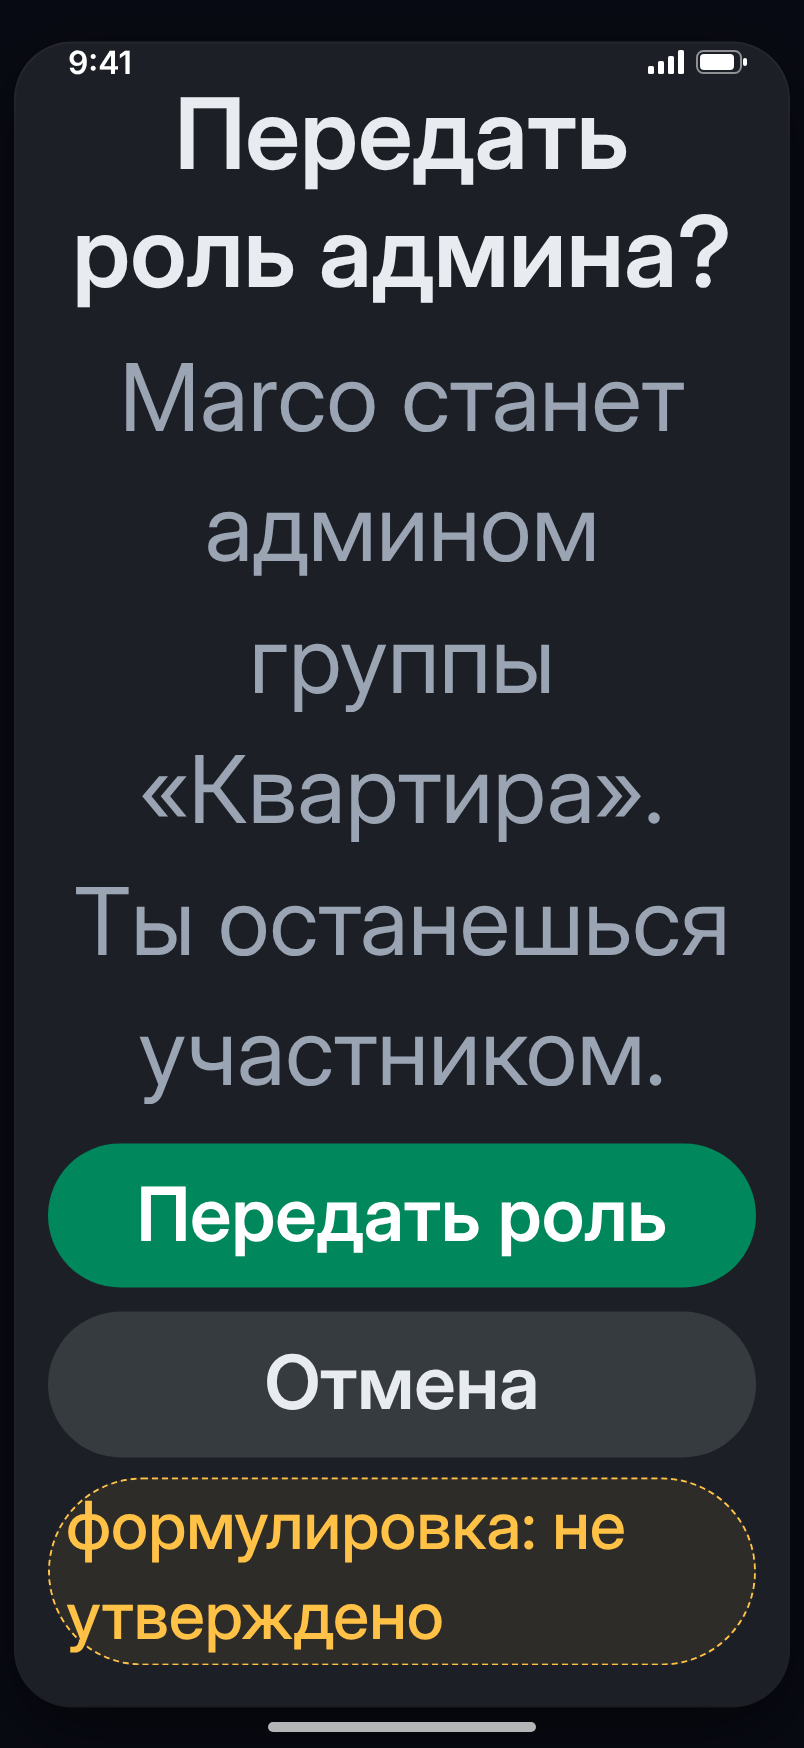 9:41
Передать
роль админа?
Marco станет
админом
группы
«Квартира».
Ты останешься
участником.
Передать роль
Отмена
формулировка: не
утверждено